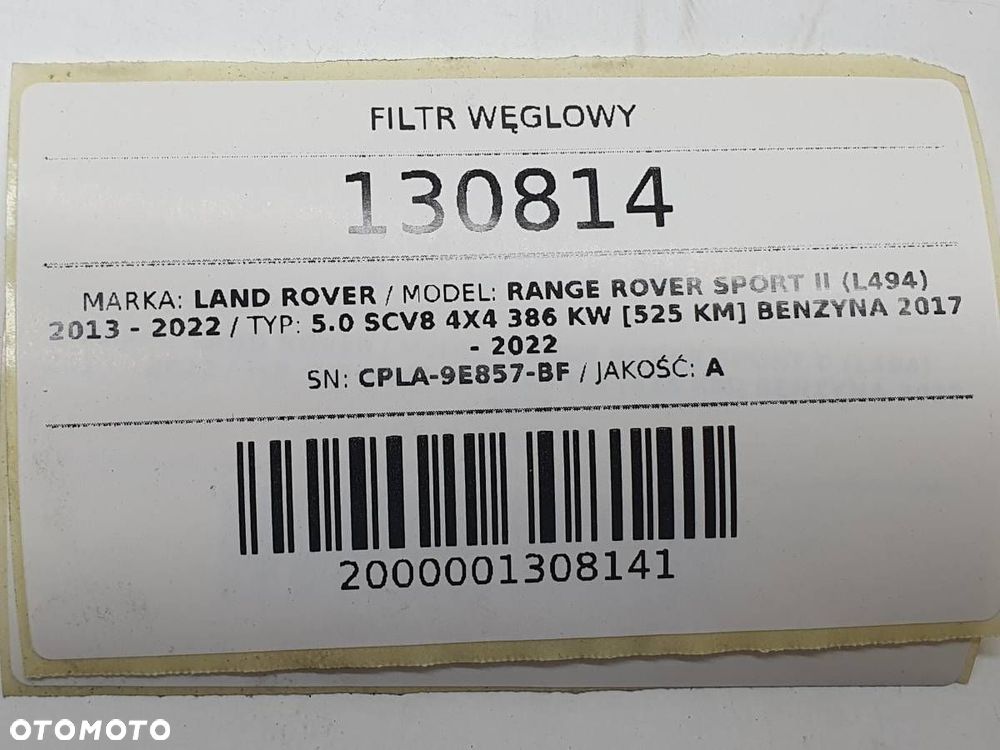 FILTR WĘGLOWY
130814
MARKA: LAND ROVER / MODEL: RANGE ROVER SPORT II (L494)
2013 - 2022 / TYP: 5.0 SCV8 4X4 386 KW [525 KM] BENZYNA 2017
- 2022
SN: CPLA-9E857-BF / JAKOŚĆ: A
2000001308141
OTOMOTO